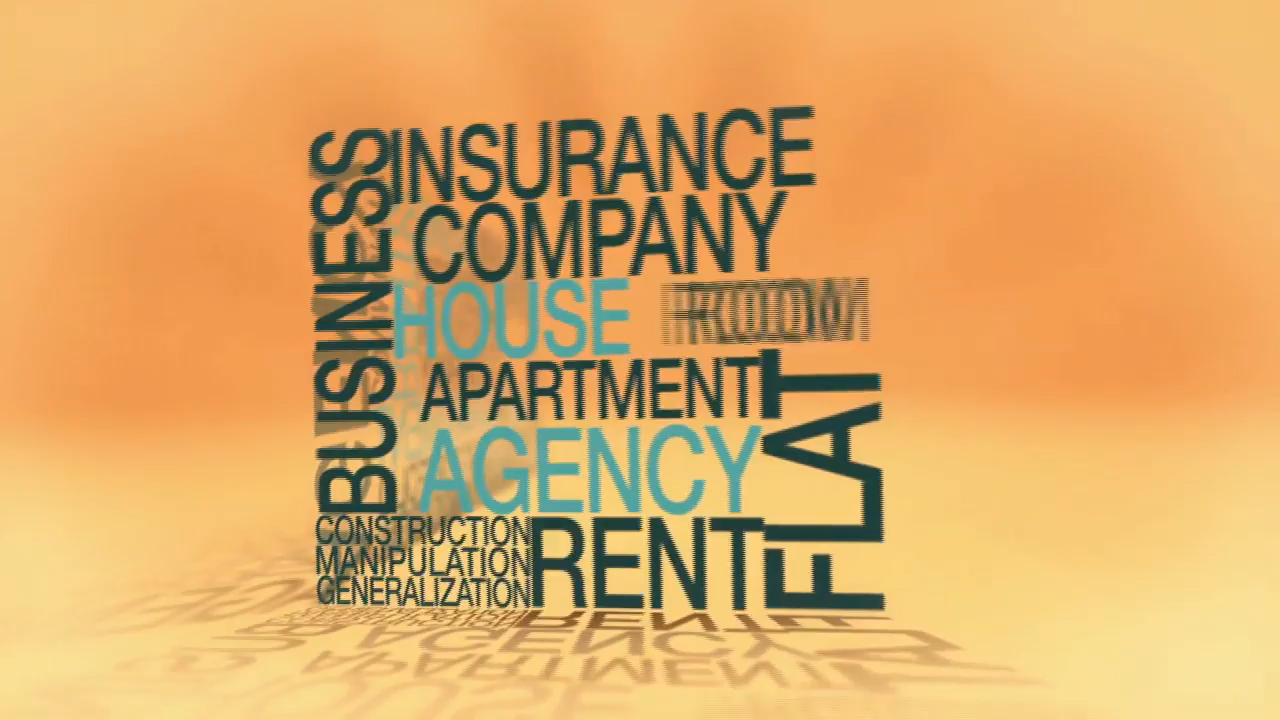 BUSINESS
INSURANCE
COMPANY
HOUSE
APARTMENT
AGENCY
CONSTRUCTION
MANIPULATION
GENERALIZATION
RENT
FLAT